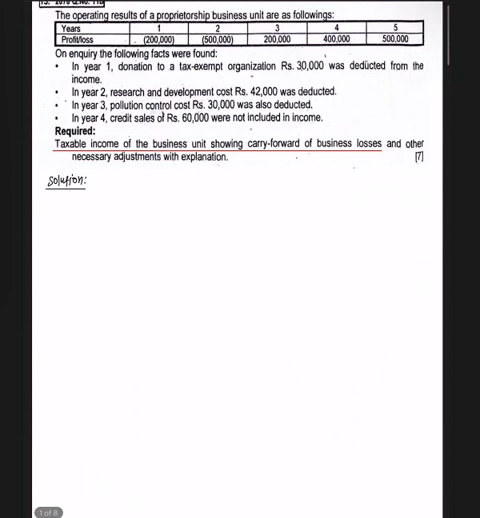 The operating results of a proprietorship business unit are as followings:
Years 1 2 3 4 5
Profit/loss (200,000) (500,000) 200,000 400,000 500,000
On enquiry the following facts were found:
• In year 1, donation to a tax-exempt organization Rs. 30,000 was deducted from the
income.
• In year 2, research and development cost Rs. 42,000 was deducted.
• In year 3, pollution control cost Rs. 30,000 was also deducted.
• In year 4, credit sales of Rs. 60,000 were not included in income.
Required:
Taxable income of the business unit showing carry-forward of business losses and other
necessary adjustments with explanation. [7]
Solution:
1 of 8